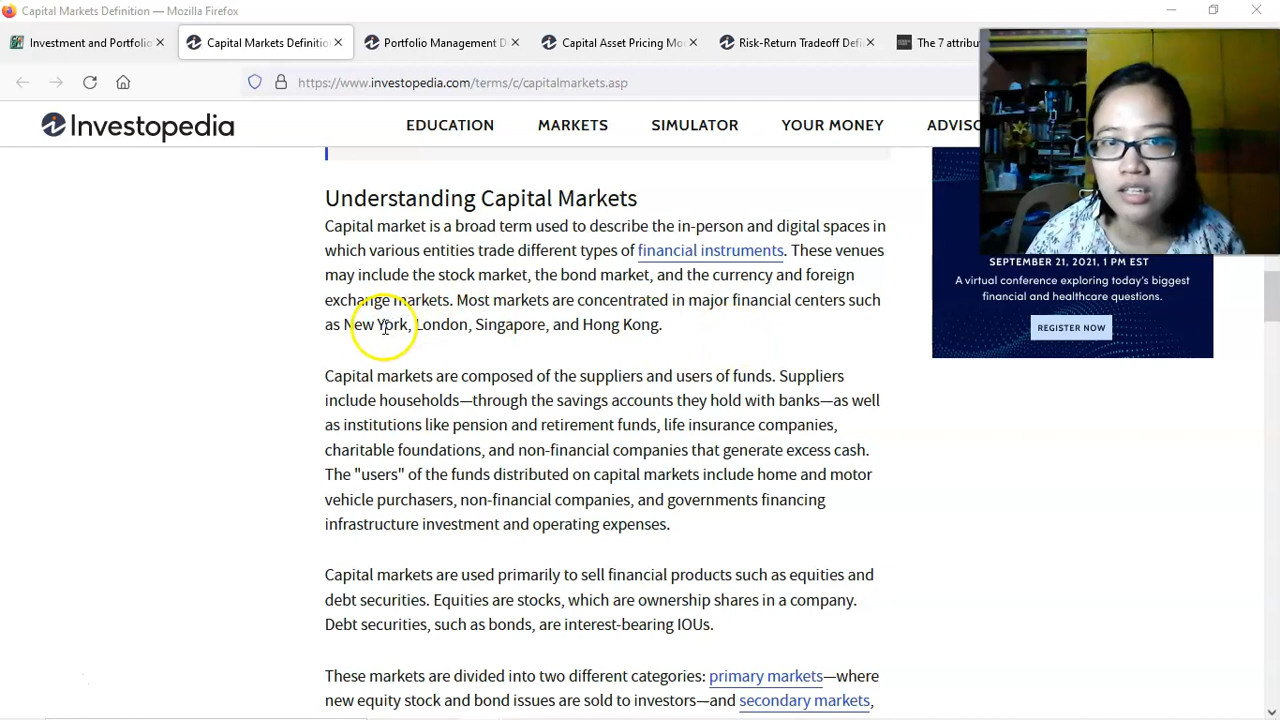 Capital Markets Definition — Mozilla Firefox
Investment and Portfolio
Capital Markets Definition
Portfolio Management D
Capital Asset Pricing Mo
Risk-Return Tradeoff Defi
The 7 attribu
https://www.investopedia.com/terms/c/capitalmarkets.asp
Investopedia
EDUCATION
MARKETS
SIMULATOR
YOUR MONEY
ADVISO
Understanding Capital Markets
Capital market is a broad term used to describe the in-person and digital spaces in
which various entities trade different types of financial instruments. These venues
may include the stock market, the bond market, and the currency and foreign
exchange markets. Most markets are concentrated in major financial centers such
as New York, London, Singapore, and Hong Kong.
Capital markets are composed of the suppliers and users of funds. Suppliers
include households—through the savings accounts they hold with banks—as well
as institutions like pension and retirement funds, life insurance companies,
charitable foundations, and non-financial companies that generate excess cash.
The "users" of the funds distributed on capital markets include home and motor
vehicle purchasers, non-financial companies, and governments financing
infrastructure investment and operating expenses.
Capital markets are used primarily to sell financial products such as equities and
debt securities. Equities are stocks, which are ownership shares in a company.
Debt securities, such as bonds, are interest-bearing IOUs.
These markets are divided into two different categories: primary markets—where
new equity stock and bond issues are sold to investors—and secondary markets,
SEPTEMBER 21, 2021, 1 PM EST
A virtual conference exploring today's biggest
financial and healthcare questions.
REGISTER NOW